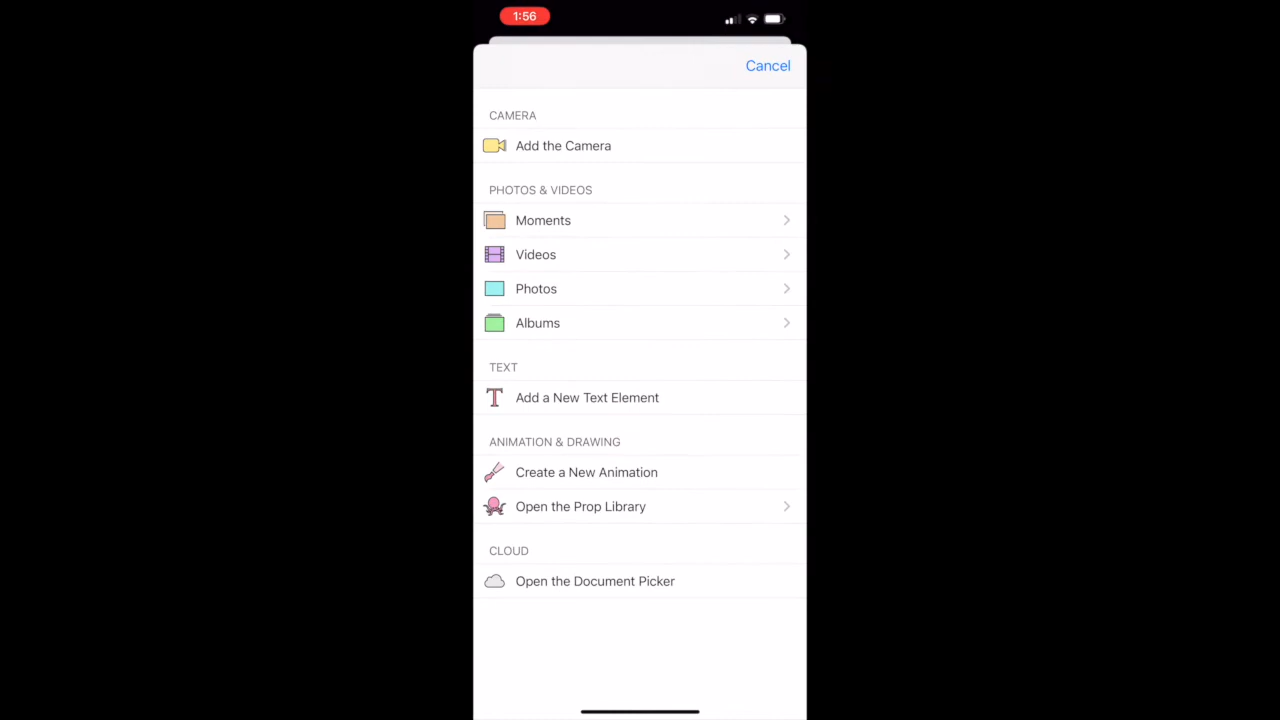 1:56
Cancel
CAMERA
Add the Camera
PHOTOS & VIDEOS
Moments
Videos
Photos
Albums
TEXT
Add a New Text Element
ANIMATION & DRAWING
Create a New Animation
Open the Prop Library
CLOUD
Open the Document Picker